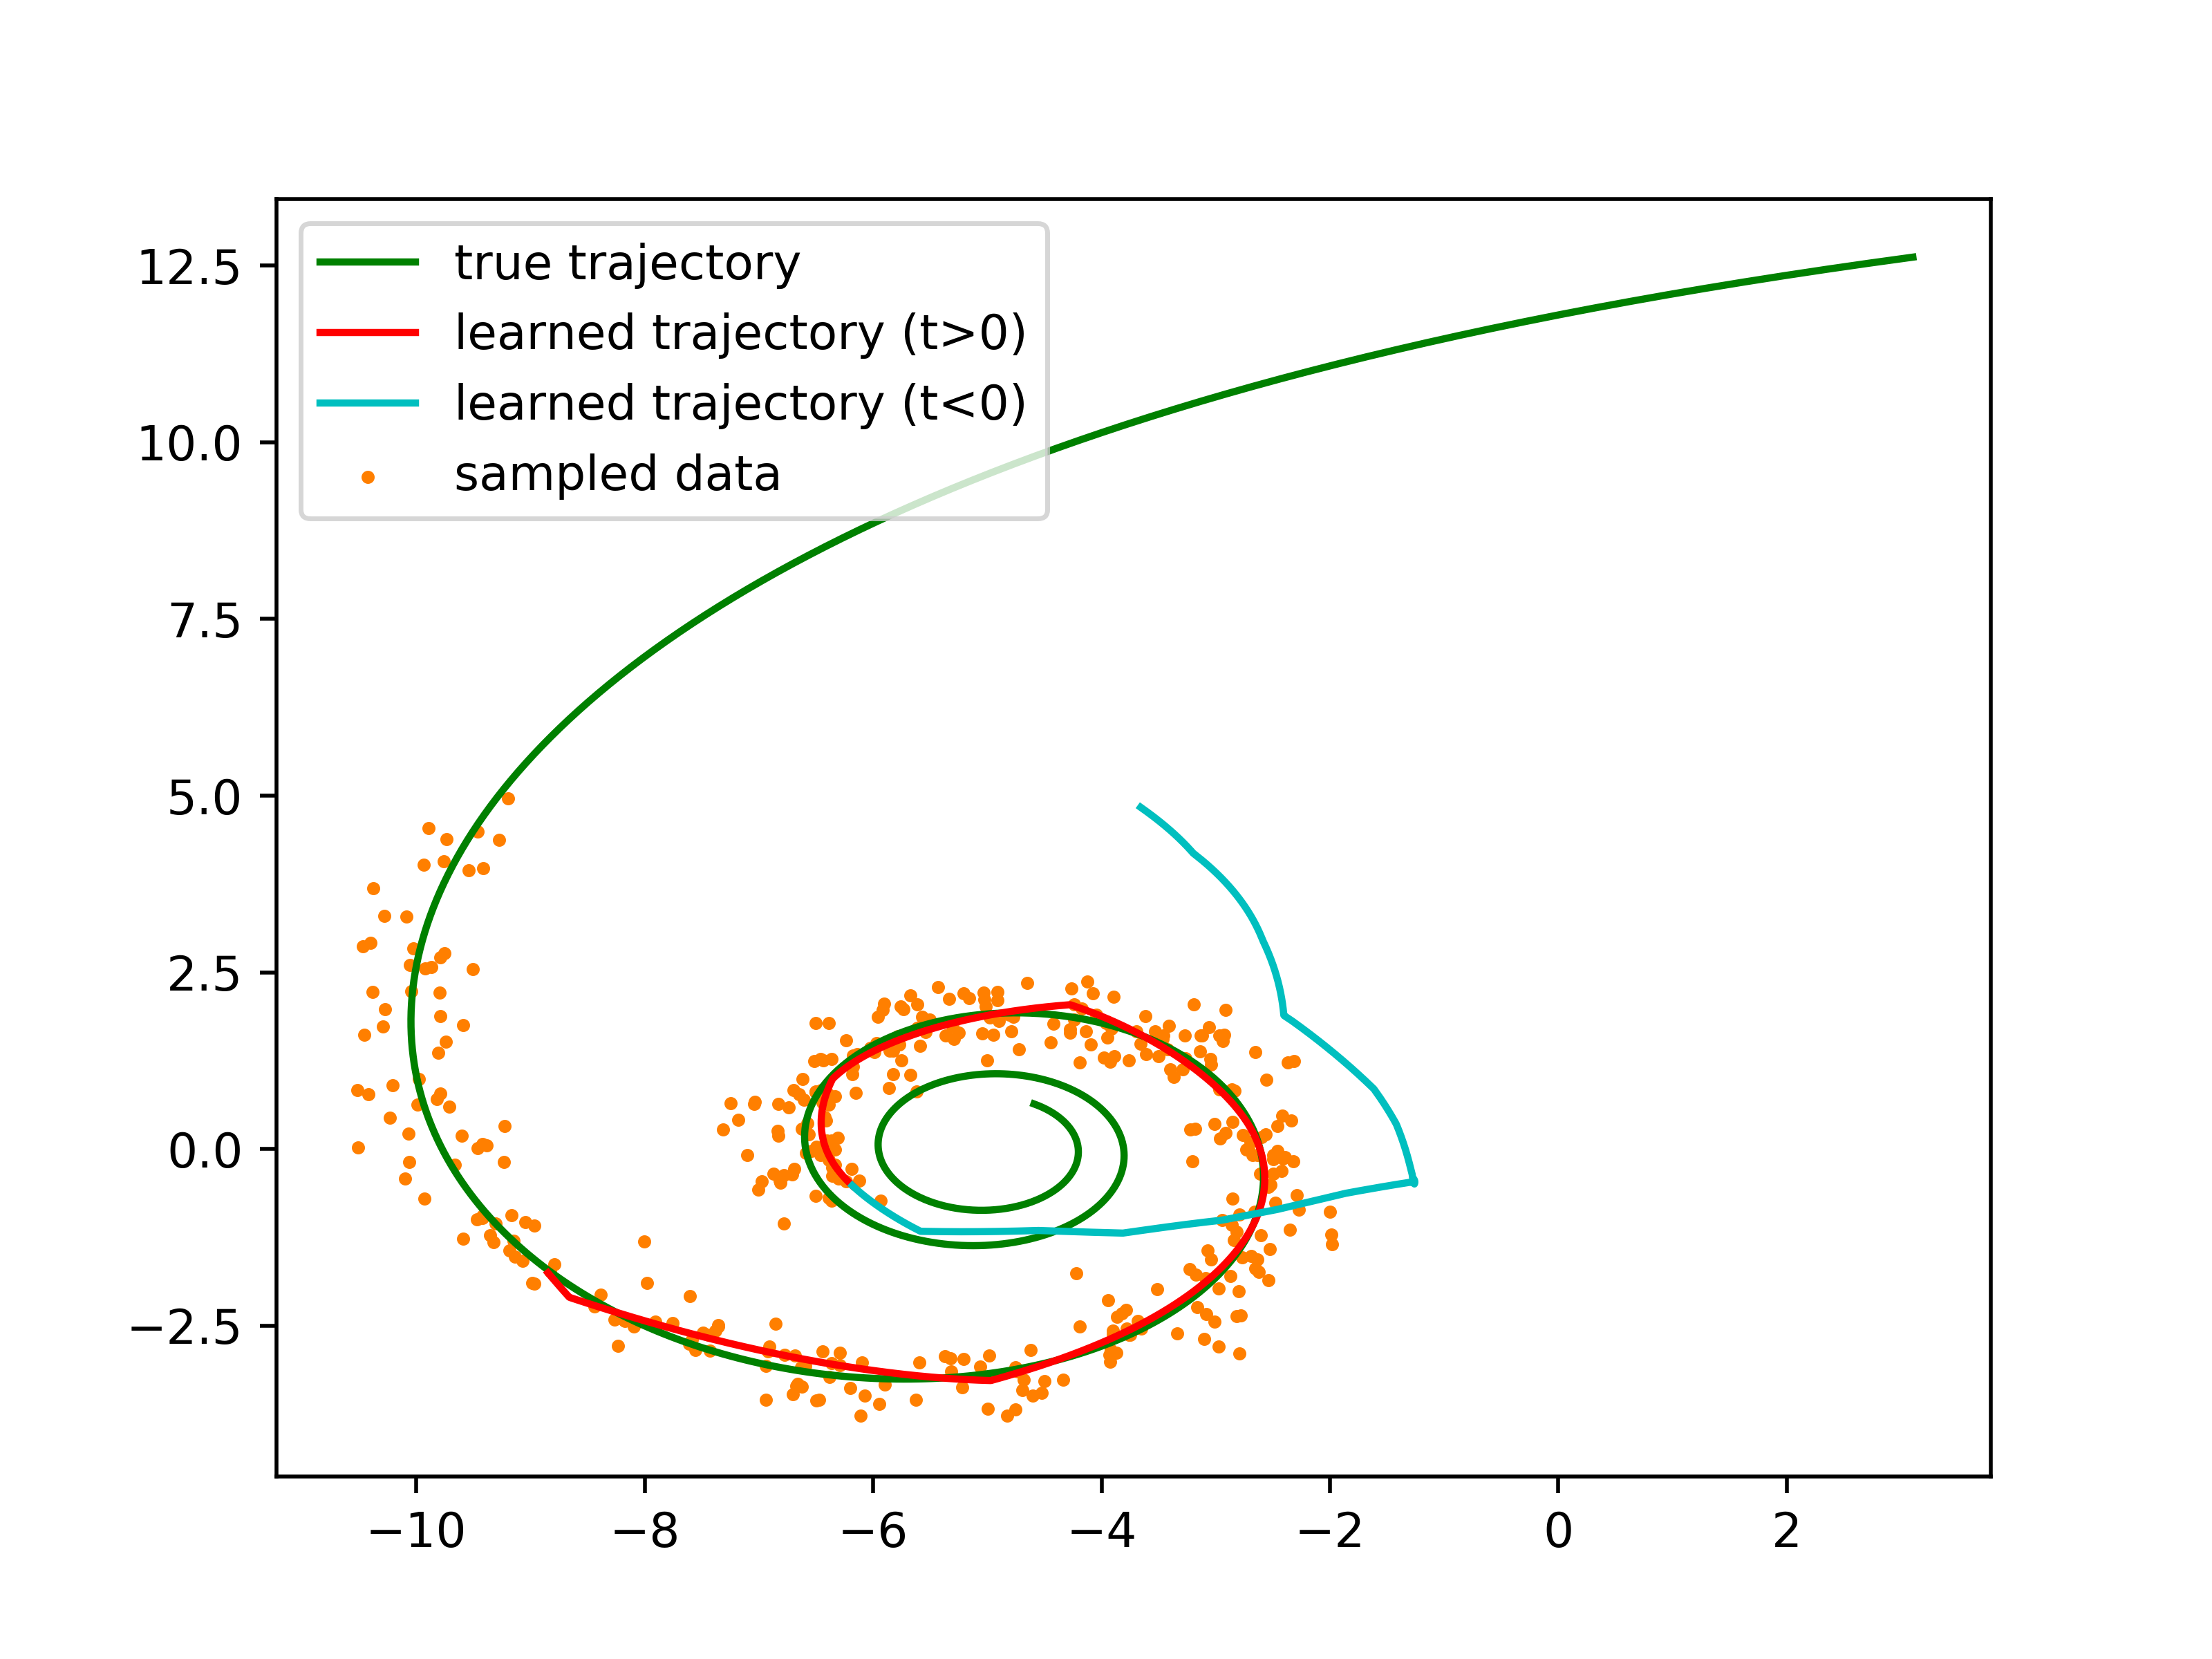 true trajectory
learned trajectory (t>0)
learned trajectory (t<0)
sampled data
12.5
10.0
7.5
5.0
2.5
0.0
−2.5
−10 −8 −6 −4 −2 0 2